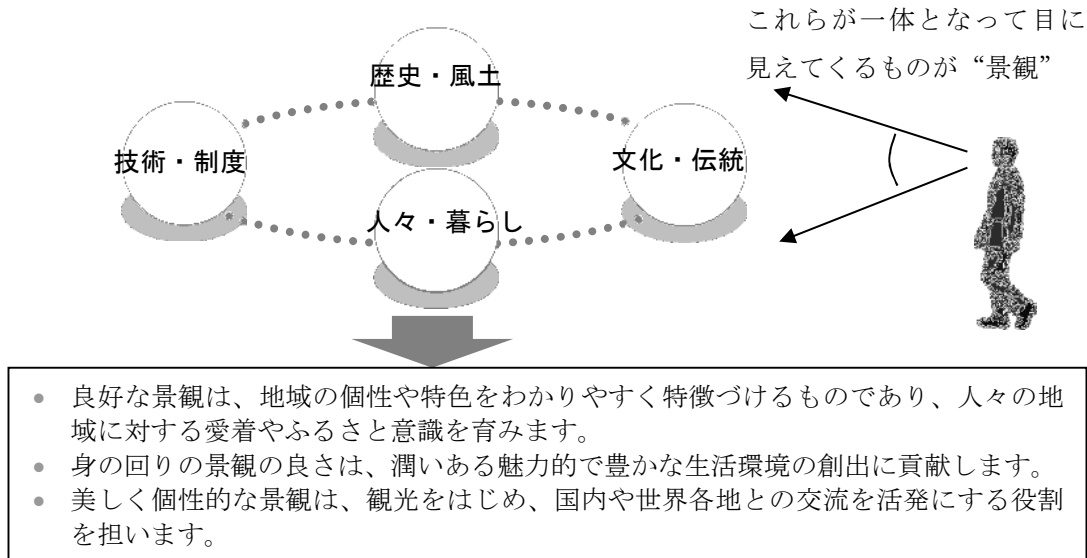 これらが一体となって目に
見えてくるものが“景観”
歴史・風土
技術・制度
文化・伝統
人々・暮らし
● 良好な景観は、地域の個性や特色をわかりやすく特徴づけるものであり、人々の地
域に対する愛着やふるさと意識を育みます。
● 身の回りの景観の良さは、潤いある魅力的で豊かな生活環境の創出に貢献します。
● 美しく個性的な景観は、観光をはじめ、国内や世界各地との交流を活発にする役割
を担います。